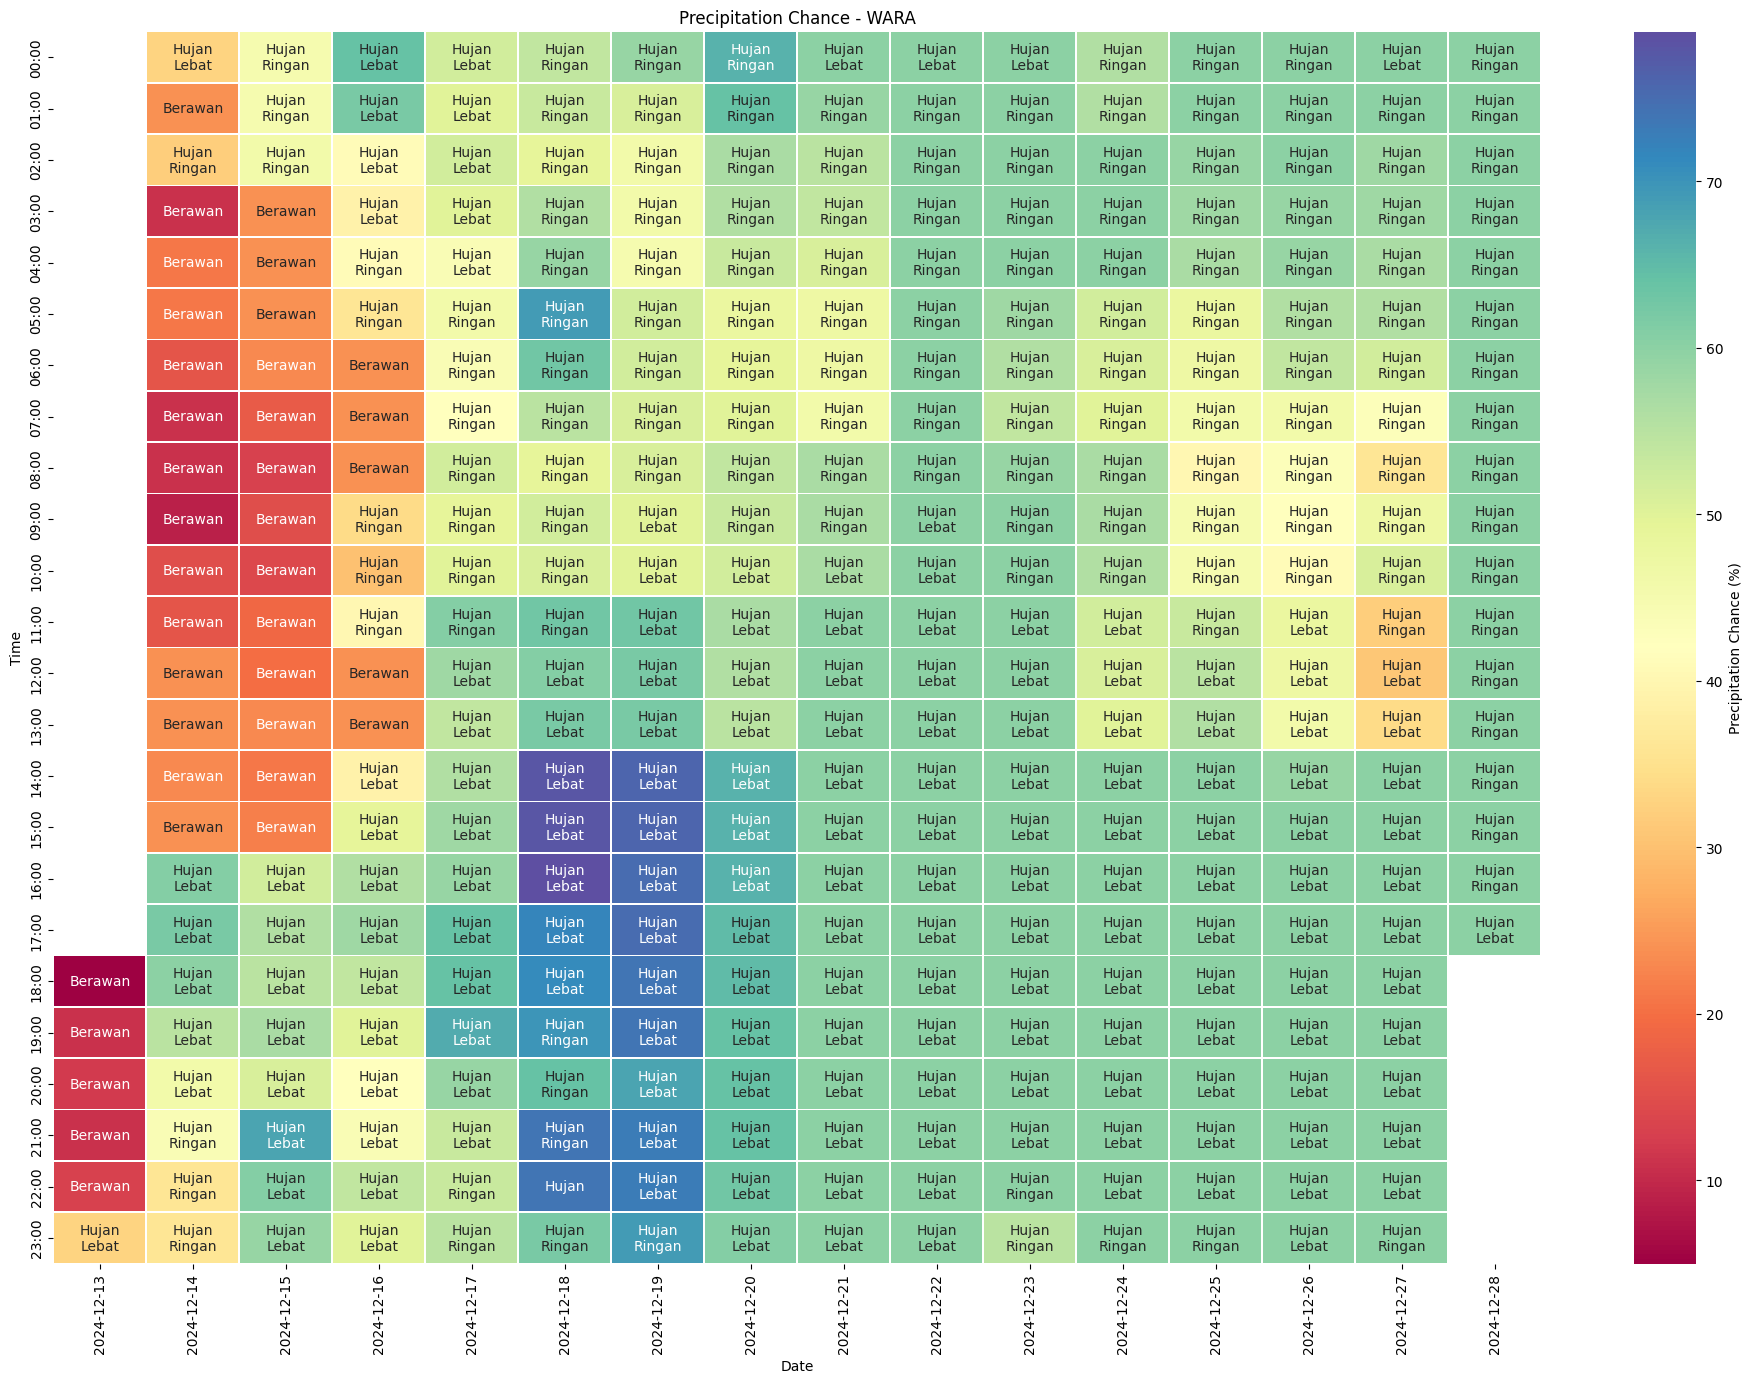 Precipitation Chance - WARA
00:00 Hujan Lebat Hujan Ringan Hujan Lebat Hujan Lebat Hujan Ringan Hujan Ringan Hujan Ringan Hujan Lebat Hujan Lebat Hujan Lebat Hujan Ringan Hujan Ringan Hujan Ringan Hujan Lebat Hujan Ringan
01:00 Berawan Hujan Ringan Hujan Lebat Hujan Lebat Hujan Ringan Hujan Ringan Hujan Ringan Hujan Ringan Hujan Ringan Hujan Ringan Hujan Ringan Hujan Ringan Hujan Ringan Hujan Ringan Hujan Ringan
02:00 Hujan Ringan Hujan Ringan Hujan Lebat Hujan Lebat Hujan Ringan Hujan Ringan Hujan Ringan Hujan Ringan Hujan Ringan Hujan Ringan Hujan Ringan Hujan Ringan Hujan Ringan Hujan Ringan Hujan Ringan
03:00 Berawan Berawan Hujan Lebat Hujan Lebat Hujan Ringan Hujan Ringan Hujan Ringan Hujan Ringan Hujan Ringan Hujan Ringan Hujan Ringan Hujan Ringan Hujan Ringan Hujan Ringan Hujan Ringan
04:00 Berawan Berawan Hujan Ringan Hujan Lebat Hujan Ringan Hujan Ringan Hujan Ringan Hujan Ringan Hujan Ringan Hujan Ringan Hujan Ringan Hujan Ringan Hujan Ringan Hujan Ringan Hujan Ringan
05:00 Berawan Berawan Hujan Ringan Hujan Ringan Hujan Ringan Hujan Ringan Hujan Ringan Hujan Ringan Hujan Ringan Hujan Ringan Hujan Ringan Hujan Ringan Hujan Ringan Hujan Ringan Hujan Ringan
06:00 Berawan Berawan Berawan Hujan Ringan Hujan Ringan Hujan Ringan Hujan Ringan Hujan Ringan Hujan Ringan Hujan Ringan Hujan Ringan Hujan Ringan Hujan Ringan Hujan Ringan Hujan Ringan
07:00 Berawan Berawan Berawan Hujan Ringan Hujan Ringan Hujan Ringan Hujan Ringan Hujan Ringan Hujan Ringan Hujan Ringan Hujan Ringan Hujan Ringan Hujan Ringan Hujan Ringan Hujan Ringan
08:00 Berawan Berawan Berawan Hujan Ringan Hujan Ringan Hujan Ringan Hujan Ringan Hujan Ringan Hujan Ringan Hujan Ringan Hujan Ringan Hujan Ringan Hujan Ringan Hujan Ringan Hujan Ringan
09:00 Berawan Berawan Hujan Ringan Hujan Ringan Hujan Ringan Hujan Lebat Hujan Ringan Hujan Ringan Hujan Lebat Hujan Ringan Hujan Ringan Hujan Ringan Hujan Ringan Hujan Ringan Hujan Ringan
10:00 Berawan Berawan Hujan Ringan Hujan Ringan Hujan Ringan Hujan Lebat Hujan Lebat Hujan Lebat Hujan Lebat Hujan Ringan Hujan Ringan Hujan Ringan Hujan Ringan Hujan Ringan Hujan Ringan
11:00 Berawan Berawan Hujan Ringan Hujan Ringan Hujan Ringan Hujan Lebat Hujan Lebat Hujan Lebat Hujan Lebat Hujan Lebat Hujan Lebat Hujan Ringan Hujan Lebat Hujan Ringan Hujan Ringan
12:00 Berawan Berawan Berawan Hujan Lebat Hujan Lebat Hujan Lebat Hujan Lebat Hujan Lebat Hujan Lebat Hujan Lebat Hujan Lebat Hujan Lebat Hujan Lebat Hujan Lebat Hujan Ringan
13:00 Berawan Berawan Berawan Hujan Lebat Hujan Lebat Hujan Lebat Hujan Lebat Hujan Lebat Hujan Lebat Hujan Lebat Hujan Lebat Hujan Lebat Hujan Lebat Hujan Lebat Hujan Ringan
14:00 Berawan Berawan Hujan Lebat Hujan Lebat Hujan Lebat Hujan Lebat Hujan Lebat Hujan Lebat Hujan Lebat Hujan Lebat Hujan Lebat Hujan Lebat Hujan Lebat Hujan Lebat Hujan Ringan
15:00 Berawan Berawan Hujan Lebat Hujan Lebat Hujan Lebat Hujan Lebat Hujan Lebat Hujan Lebat Hujan Lebat Hujan Lebat Hujan Lebat Hujan Lebat Hujan Lebat Hujan Lebat Hujan Ringan
16:00 Hujan Lebat Hujan Lebat Hujan Lebat Hujan Lebat Hujan Lebat Hujan Lebat Hujan Lebat Hujan Lebat Hujan Lebat Hujan Lebat Hujan Lebat Hujan Lebat Hujan Lebat Hujan Lebat Hujan Ringan
17:00 Hujan Lebat Hujan Lebat Hujan Lebat Hujan Lebat Hujan Lebat Hujan Lebat Hujan Lebat Hujan Lebat Hujan Lebat Hujan Lebat Hujan Lebat Hujan Lebat Hujan Lebat Hujan Lebat Hujan Lebat
18:00 Berawan Hujan Lebat Hujan Lebat Hujan Lebat Hujan Lebat Hujan Lebat Hujan Lebat Hujan Lebat Hujan Lebat Hujan Lebat Hujan Lebat Hujan Lebat Hujan Lebat Hujan Lebat Hujan Lebat
19:00 Berawan Hujan Lebat Hujan Lebat Hujan Lebat Hujan Lebat Hujan Ringan Hujan Lebat Hujan Lebat Hujan Lebat Hujan Lebat Hujan Lebat Hujan Lebat Hujan Lebat Hujan Lebat Hujan Lebat
20:00 Berawan Hujan Lebat Hujan Lebat Hujan Lebat Hujan Lebat Hujan Ringan Hujan Lebat Hujan Lebat Hujan Lebat Hujan Lebat Hujan Lebat Hujan Lebat Hujan Lebat Hujan Lebat Hujan Lebat
21:00 Berawan Hujan Ringan Hujan Lebat Hujan Lebat Hujan Lebat Hujan Ringan Hujan Lebat Hujan Lebat Hujan Lebat Hujan Lebat Hujan Lebat Hujan Lebat Hujan Lebat Hujan Lebat Hujan Lebat
22:00 Berawan Hujan Ringan Hujan Lebat Hujan Lebat Hujan Ringan Hujan Hujan Lebat Hujan Lebat Hujan Lebat Hujan Lebat Hujan Ringan Hujan Lebat Hujan Lebat Hujan Lebat Hujan Lebat
23:00 Hujan Lebat Hujan Ringan Hujan Lebat Hujan Lebat Hujan Ringan Hujan Ringan Hujan Ringan Hujan Lebat Hujan Lebat Hujan Lebat Hujan Ringan Hujan Ringan Hujan Ringan Hujan Lebat Hujan Ringan
2024-12-13 2024-12-14 2024-12-15 2024-12-16 2024-12-17 2024-12-18 2024-12-19 2024-12-20 2024-12-21 2024-12-22 2024-12-23 2024-12-24 2024-12-25 2024-12-26 2024-12-27 2024-12-28
Time
Date
70
60
50
40
30
20
10
Precipitation Chance (%)